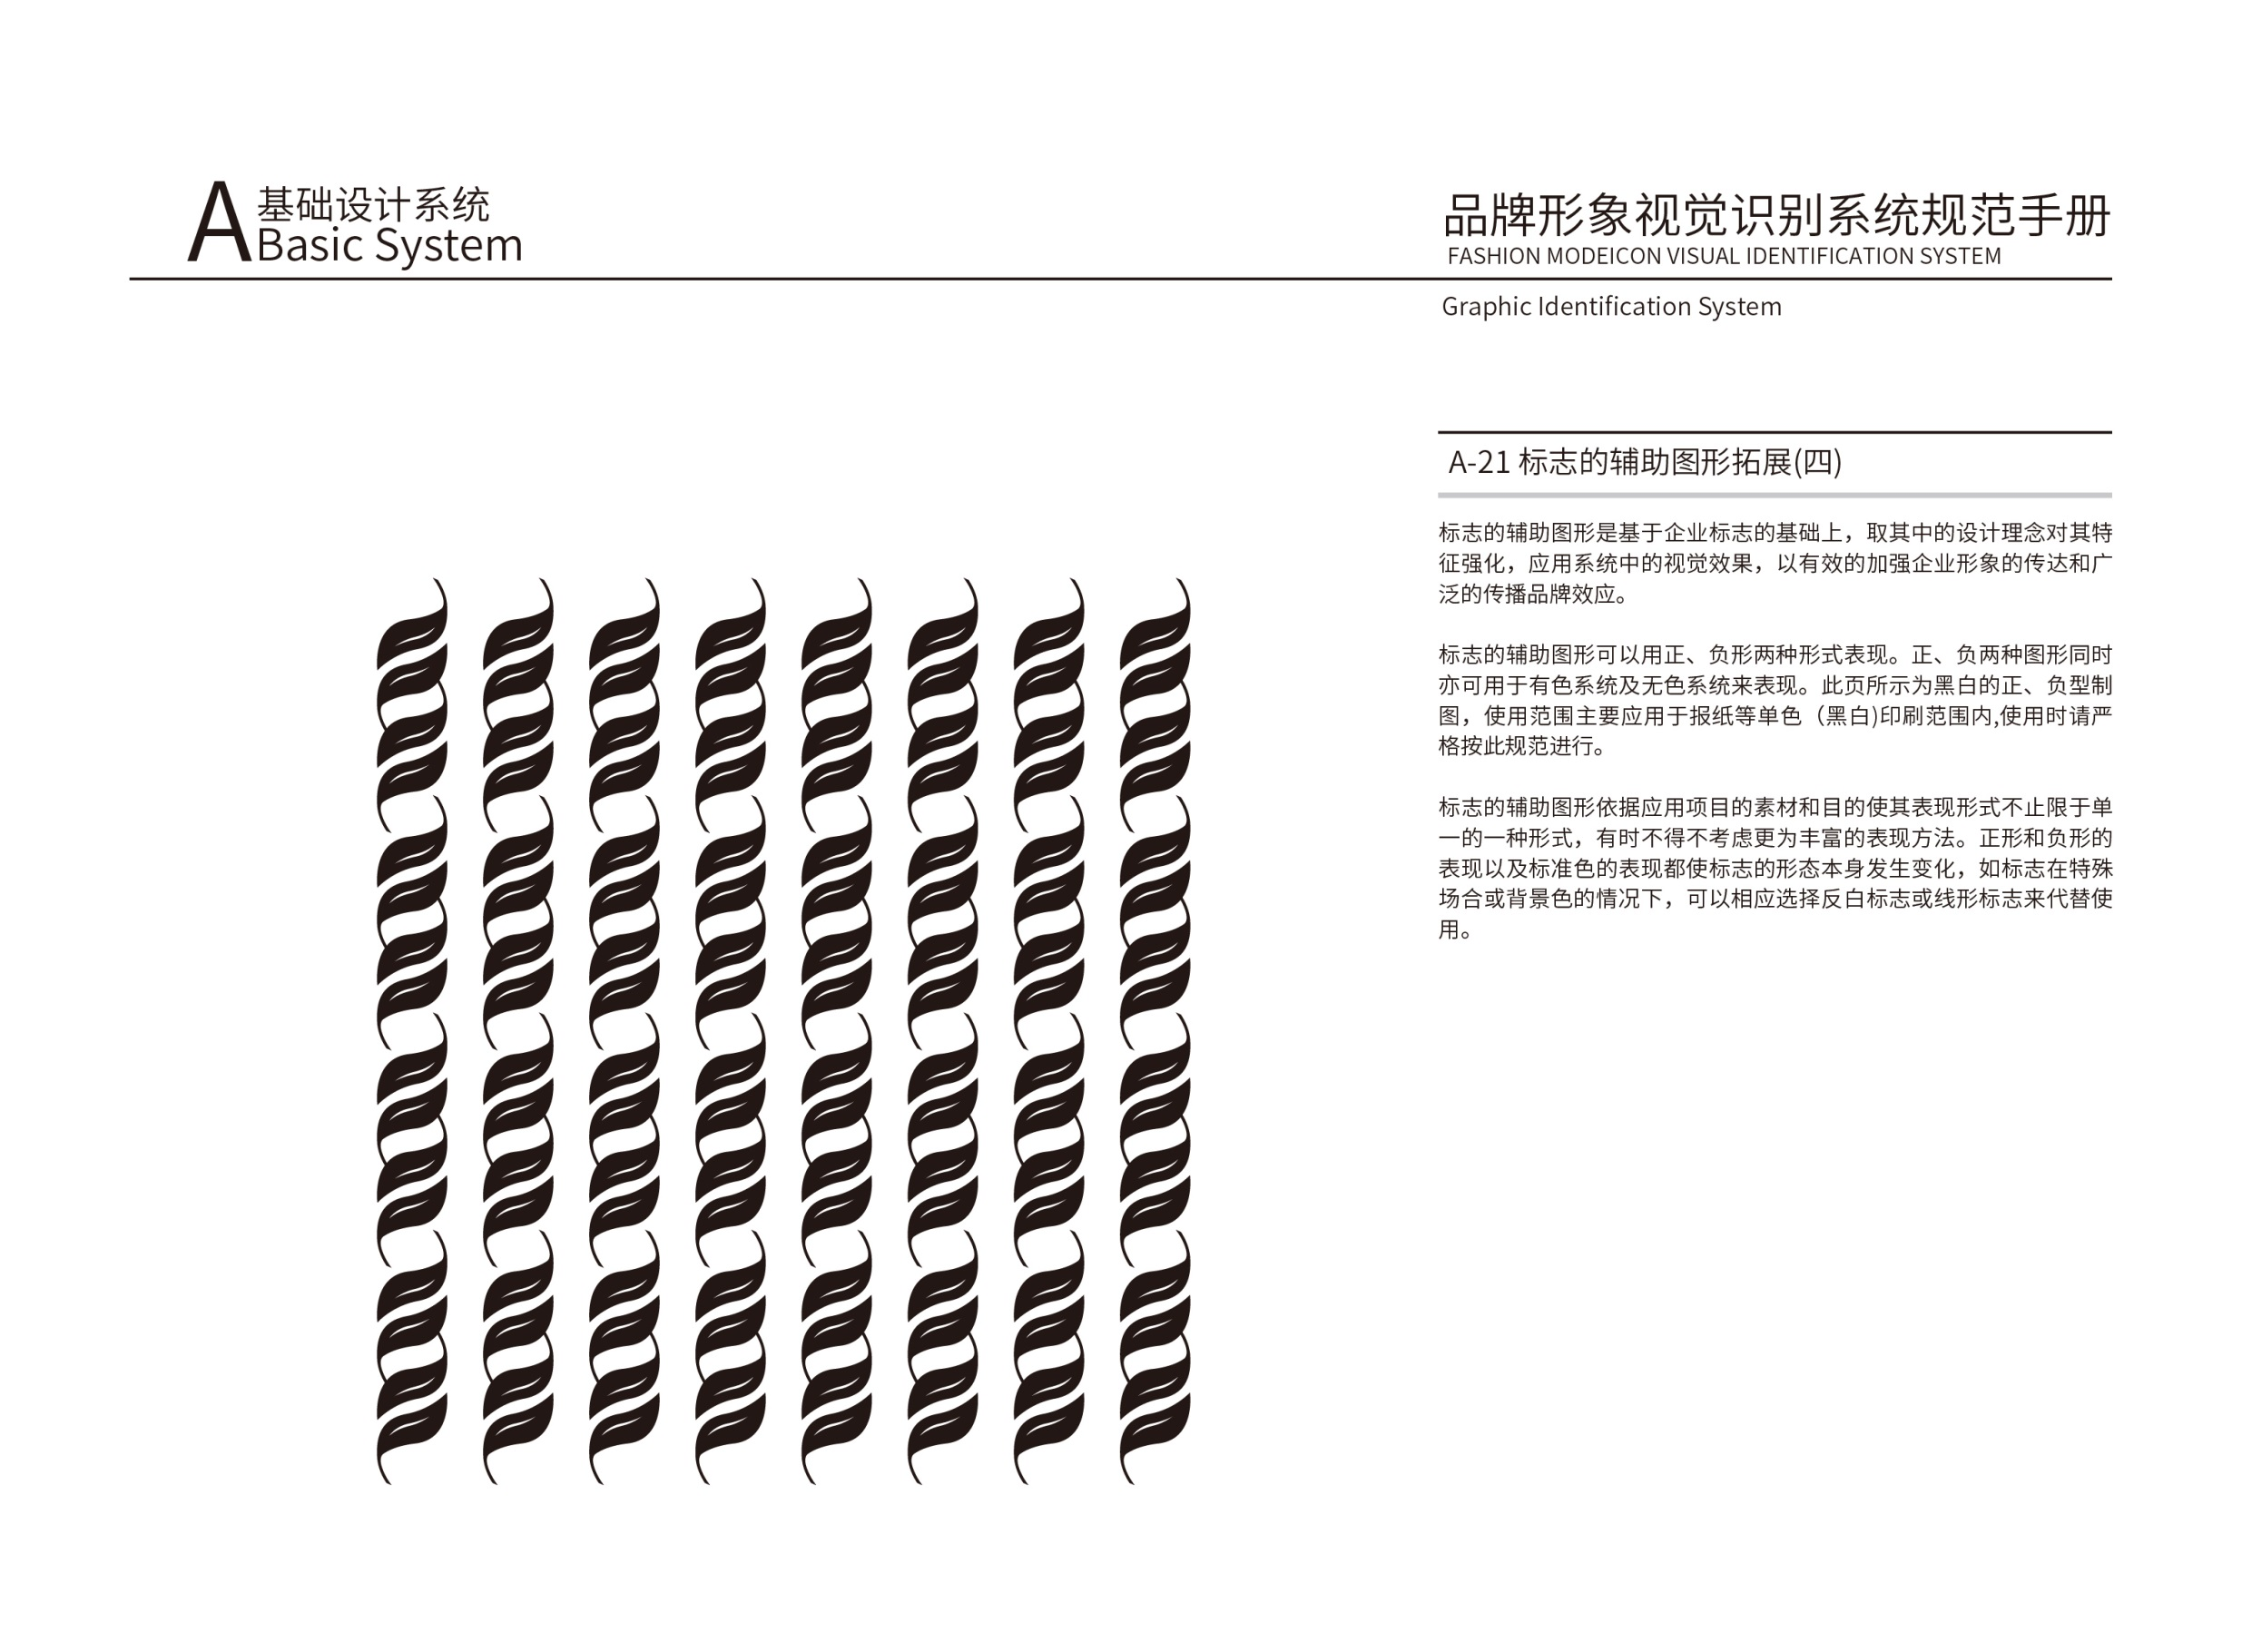 A
基础设计系统
Basic System
品牌形象视觉识别系统规范手册
FASHION MODEICON VISUAL IDENTIFICATION SYSTEM
Graphic Identification System
A-21 标志的辅助图形拓展(四)
标志的辅助图形是基于企业标志的基础上，取其中的设计理念对其特
征强化，应用系统中的视觉效果，以有效的加强企业形象的传达和广
泛的传播品牌效应。
标志的辅助图形可以用正、负形两种形式表现。正、负两种图形同时
亦可用于有色系统及无色系统来表现。此页所示为黑白的正、负型制
图，使用范围主要应用于报纸等单色（黑白)印刷范围内,使用时请严
格按此规范进行。
标志的辅助图形依据应用项目的素材和目的使其表现形式不止限于单
一的一种形式，有时不得不考虑更为丰富的表现方法。正形和负形的
表现以及标准色的表现都使标志的形态本身发生变化，如标志在特殊
场合或背景色的情况下，可以相应选择反白标志或线形标志来代替使
用。